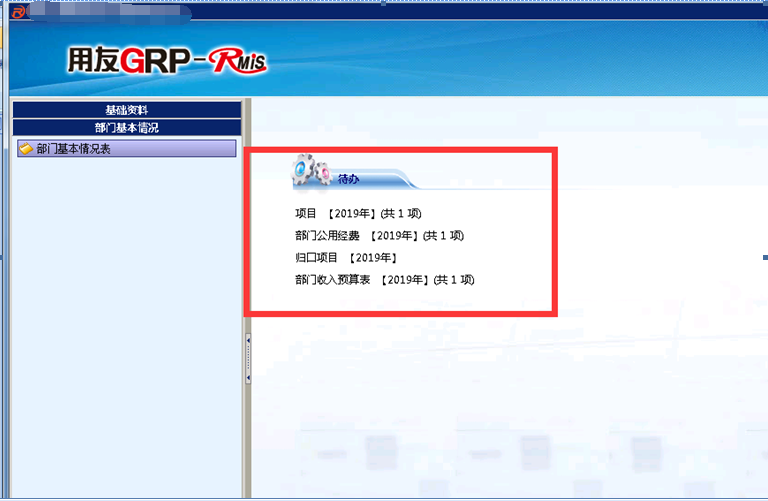 用友GRP-RMiS
基础资料
部门基本情况
部门基本情况表
待办
项目 【2019年】(共 1 项)
部门公用经费 【2019年】(共 1 项)
归口项目 【2019年】
部门收入预算表 【2019年】(共 1 项)